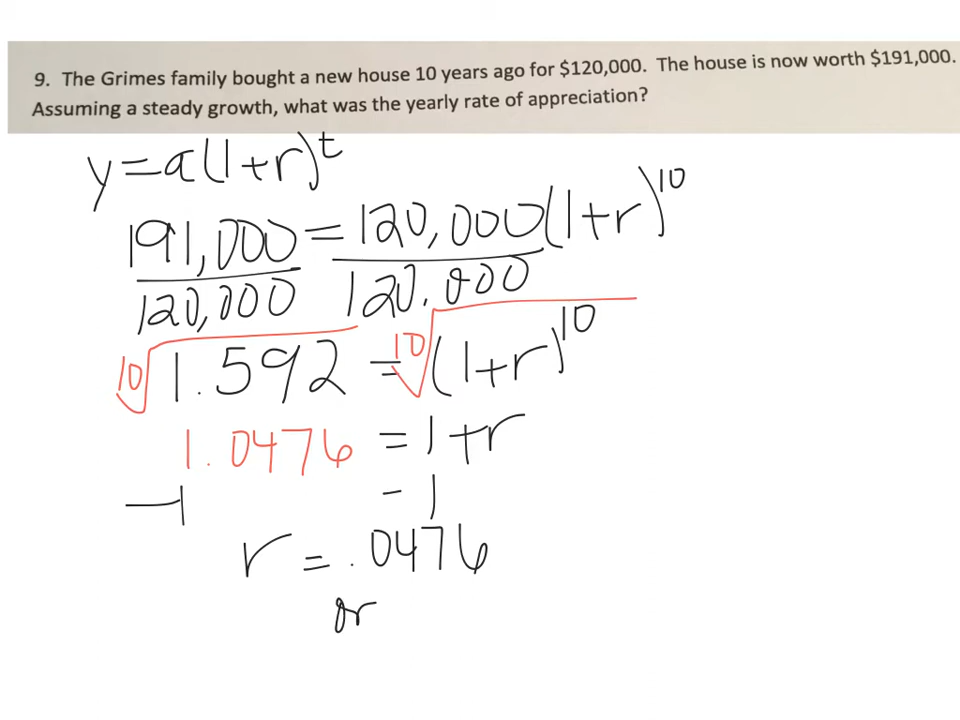 9. The Grimes family bought a new house 10 years ago for $120,000. The house is now worth $191,000.
Assuming a steady growth, what was the yearly rate of appreciation?
y=a(1+r)^t
191,000=120,000(1+r)^10
120,000 120,000
10√1.592 = 10√(1+r)^10
1.0476 =1+r
-1 -1
r = .0476
or